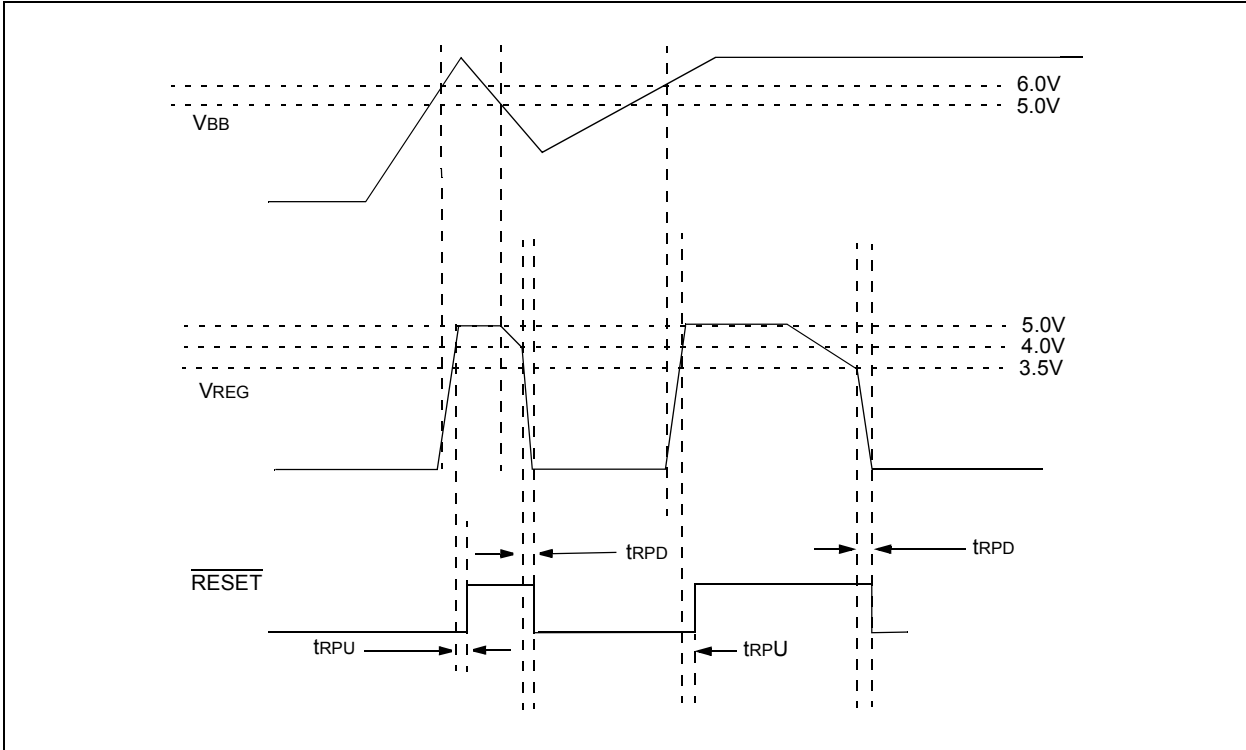 6.0V
5.0V
VBB
5.0V
4.0V
3.5V
VREG
tRPD
tRPD
RESET
tRPU
tRPU